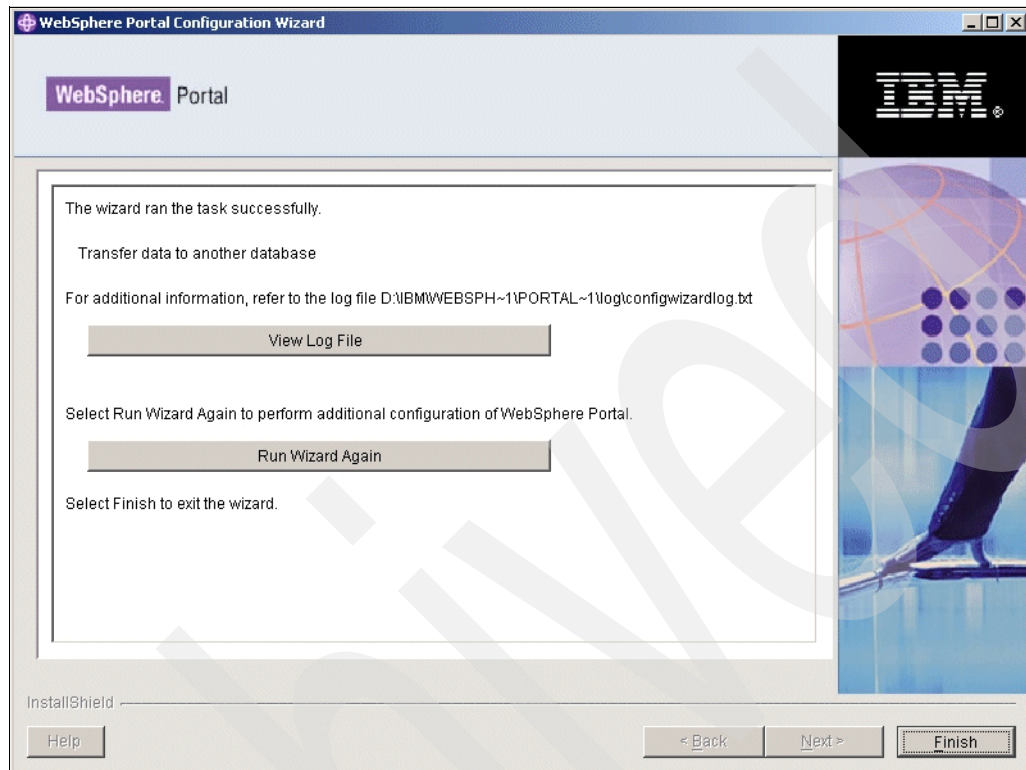 WebSphere Portal Configuration Wizard
WebSphere. Portal
IBM®
The wizard ran the task successfully.
Transfer data to another database
For additional information, refer to the log file D:\IBM\WEBSPH~1\PORTAL~1\log\configwizardlog.txt
View Log File
Select Run Wizard Again to perform additional configuration of WebSphere Portal.
Run Wizard Again
Select Finish to exit the wizard.
InstallShield
Help
< Back
Next >
Finish